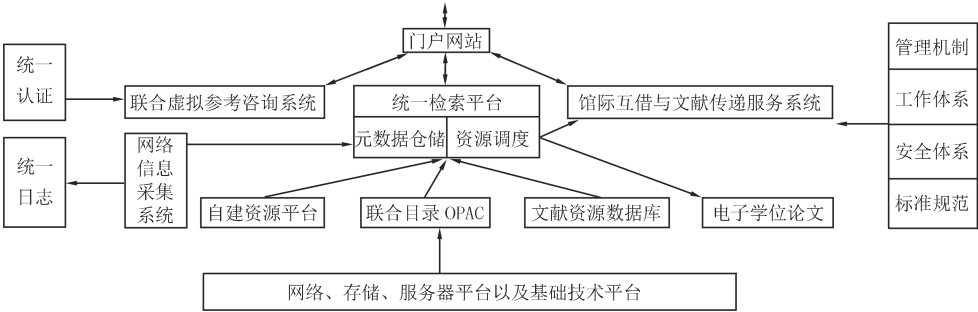 门户网站
统一
认证
联合虚拟参考咨询系统
统一检索平台
元数据仓储
资源调度
馆际互借与文献传递服务系统
管理机制
工作体系
安全体系
标准规范
统一
日志
网络
信息
采集
系统
自建资源平台
联合目录 OPAC
文献资源数据库
电子学位论文
网络、存储、服务器平台以及基础技术平台